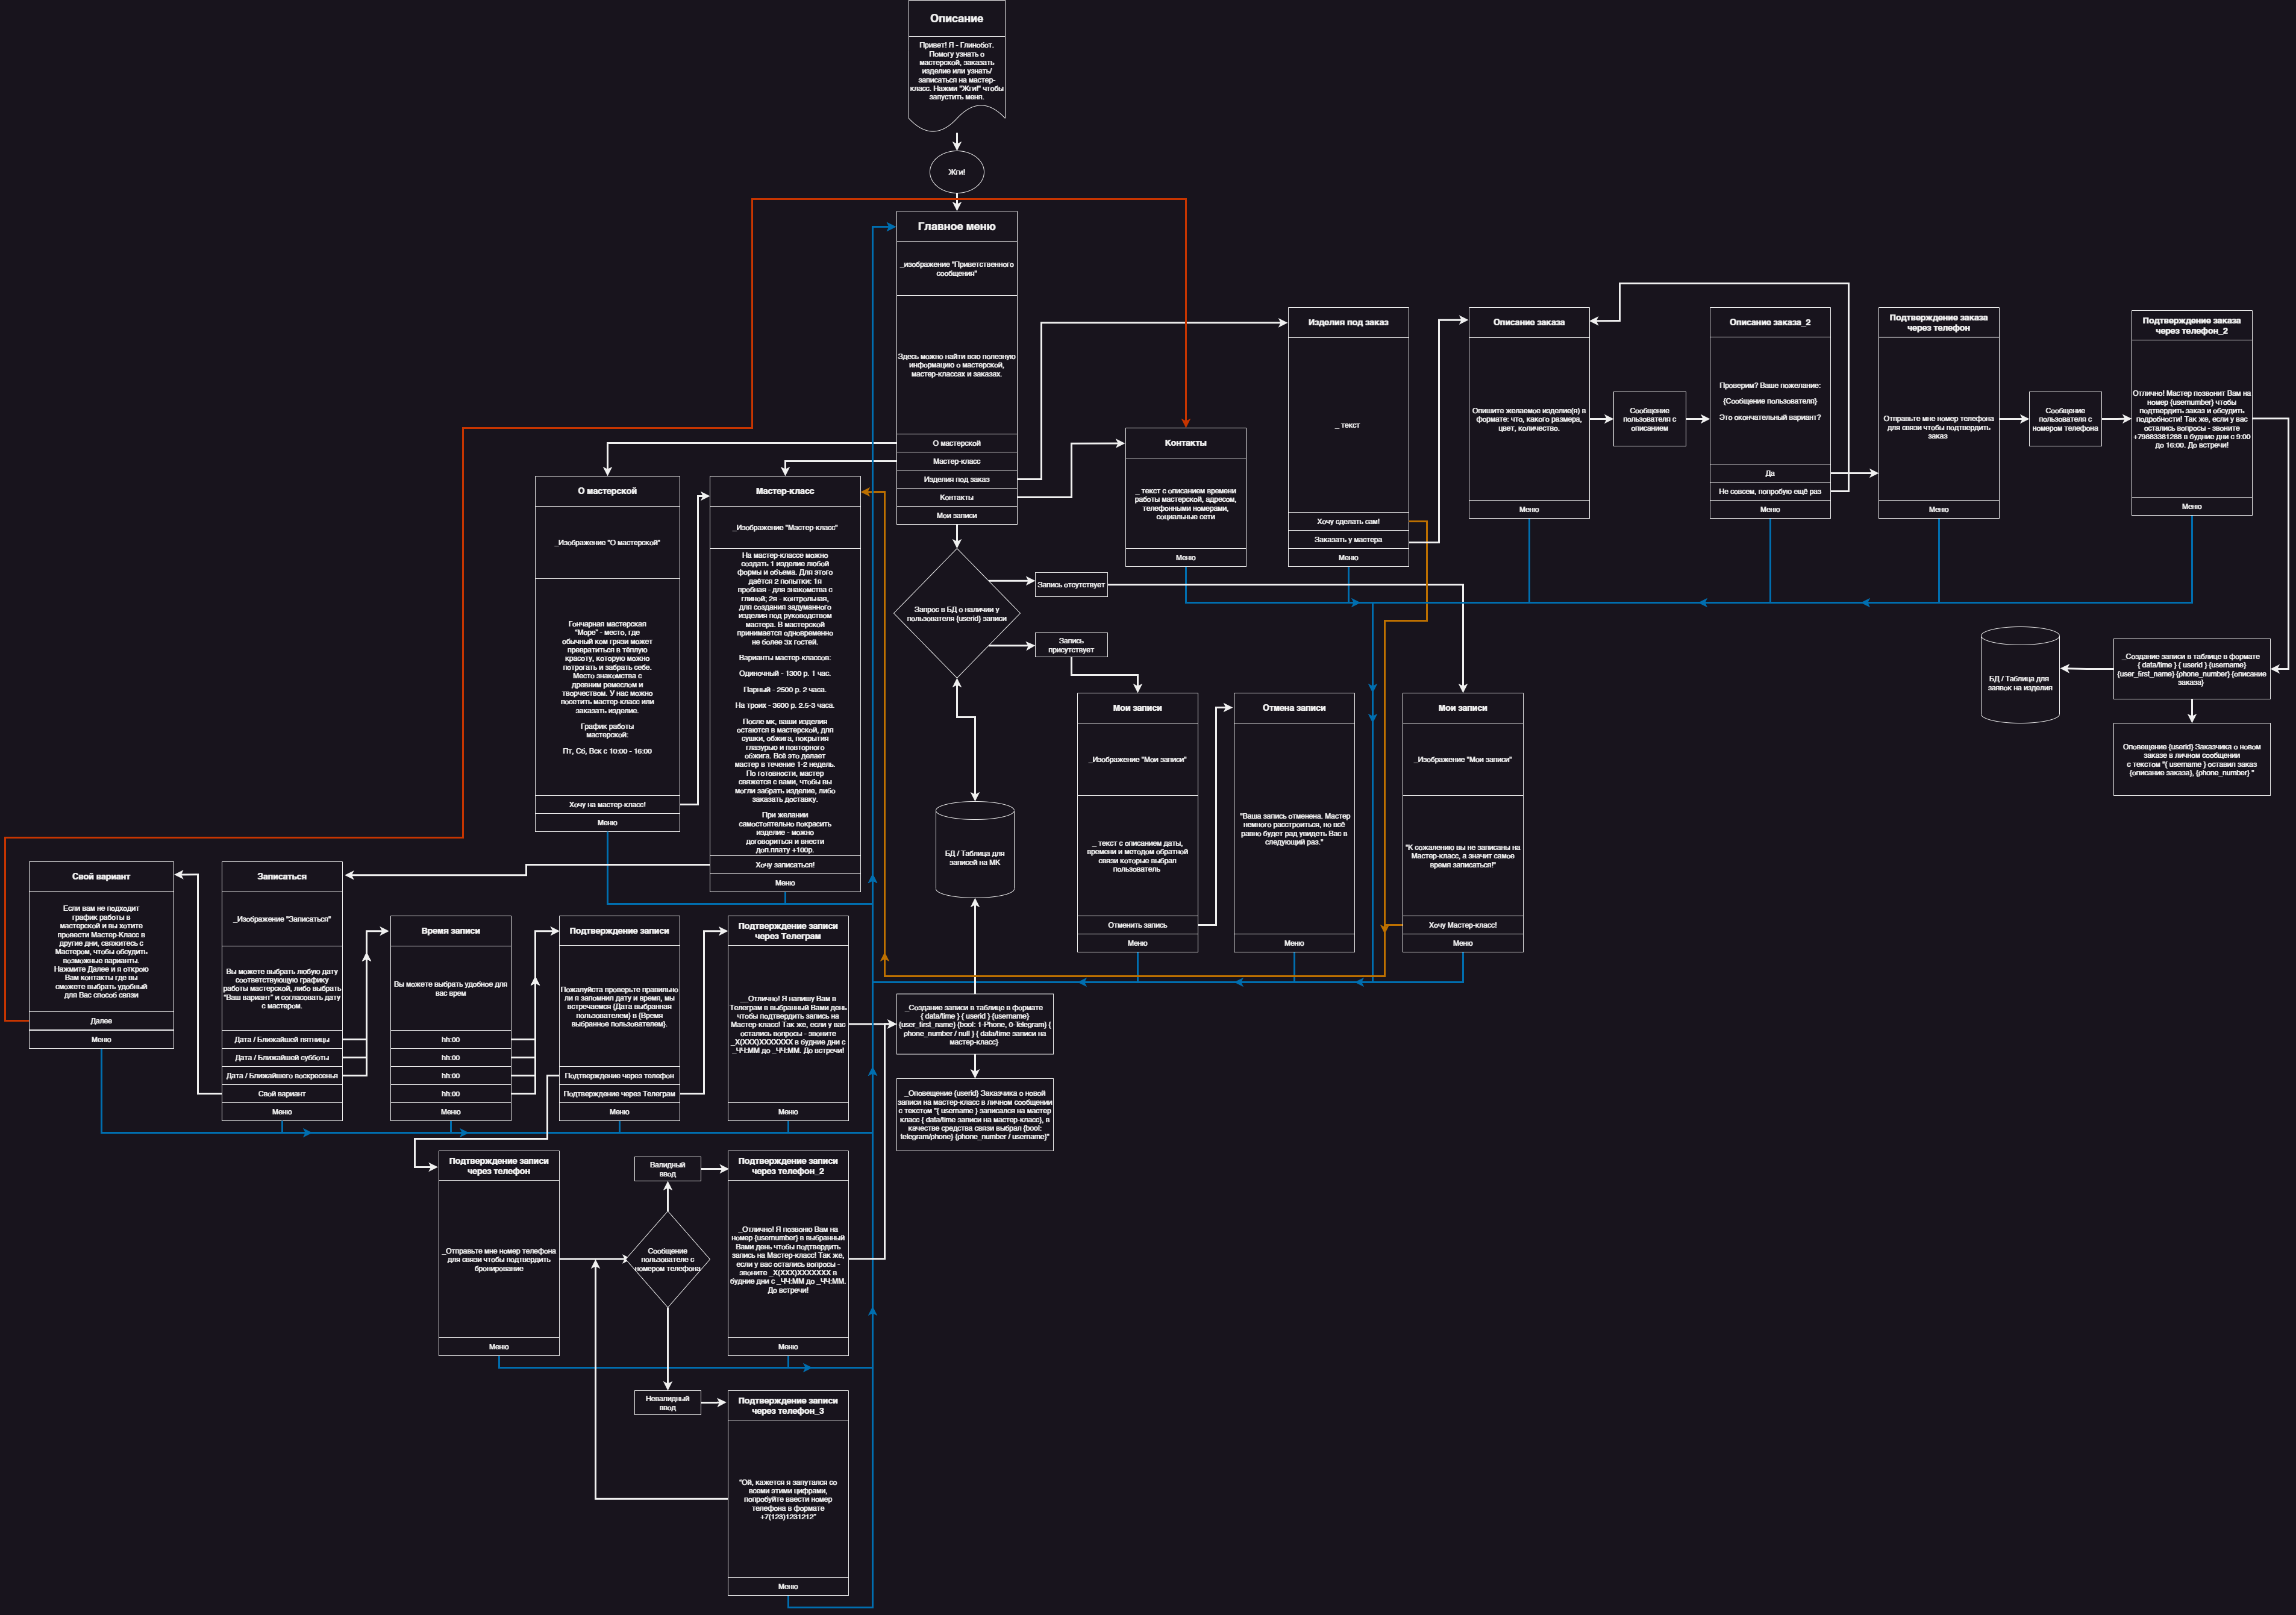 Описание
Привет! Я - Глинобот.
Помогу узнать о
мастерской, заказать
изделие или узнать/
записаться на мастер-
класс. Нажми "Жги!" чтобы
запустить меня.
Жги!
Главное меню
_изображение "Приветственного
сообщения"
Здесь можно найти всю полезную
информацию о мастерской,
мастер-классах и заказах.
О мастерской
Мастер-класс
Изделия под заказ
Контакты
Мои записи
Контакты
_ текст с описанием времени
работы мастерской, адресом,
телефонными номерами,
социальные сети
Меню
Изделия под заказ
_ текст
Хочу сделать сам!
Заказать у мастера
Меню
Описание заказа
Опишите желаемое изделие(я) в
формате: что, какого размера,
цвет, количество.
Меню
Сообщение
пользователя с
описанием
Описание заказа_2
Проверим? Ваше пожелание:
{Сообщение пользователя}
Это окончательный вариант?
Да
Не совсем, попробую ещё раз
Меню
Подтверждение заказа
через телефон
Отправьте мне номер телефона
для связи чтобы подтвердить
заказ
Меню
Сообщение
пользователя с
номером телефона
Подтверждение заказа
через телефон_2
Отлично! Мастер позвонит Вам на
номер {usernumber} чтобы
подтвердить заказ и обсудить
подробности! Так же, если у вас
остались вопросы - звоните
+79883381288 в будние дни с 9:00
до 16:00. До встречи!
Меню
_Создание записи в таблице в формате
{ data/time } { userid } {username}
{user_first_name} {phone_number} {описание
заказа}
БД / Таблица для
заявок на изделия
Оповещение {userid} Заказчика о новом
заказе в личном сообщении
с текстом "{ username } оставил заказ
{описание заказа}, {phone_number} "
О мастерской
_Изображение "О мастерской"
Гончарная мастерская
"Море" - место, где
обычный ком грязи может
превратиться в тёплую
красоту, которую можно
потрогать и забрать себе.
Место знакомства с
древним ремеслом и
творчеством. У нас можно
посетить мастер-класс или
заказать изделие.
График работы
мастерской:
Пт, Сб, Вск с 10:00 - 16:00
Хочу на мастер-класс!
Меню
Мастер-класс
_Изображение "Мастер-класс"
На мастер-классе можно
создать 1 изделие любой
формы и объема. Для этого
даётся 2 попытки: 1я
пробная - для знакомства с
глиной; 2я - контрольная,
для создания задуманного
изделия под руководством
мастера. В мастерской
принимается одновременно
не более 3х гостей.
Варианты мастер-классов:
Одиночный - 1300 р. 1 час.
Парный - 2500 р. 2 часа.
На троих - 3600 р. 2.5-3 часа.
После мк, ваши изделия
остаются в мастерской, для
сушки, обжига, покрытия
глазурью и повторного
обжига. Всё это делает
мастер в течение 1-2 недель.
По готовности, мастер
свяжется с вами, чтобы вы
могли забрать изделие, либо
заказать доставку.
При желании
самостоятельно покрасить
изделие - можно
договориться и внести
доп.плату +100р.
Хочу записаться!
Меню
Запрос в БД о наличии у
пользователя {userid} записи
Запись отсутствует
Запись
присутствует
БД / Таблица для
записей на МК
Мои записи
_Изображение "Мои записи"
_ текст с описанием даты,
времени и методом обратной
связи которые выбрал
пользователь
Отменить запись
Меню
Отмена записи
"Ваша запись отменена. Мастер
немного расстроиться, но всё
равно будет рад увидеть Вас в
следующий раз."
Меню
Мои записи
_Изображение "Мои записи"
"К сожалению вы не записаны на
Мастер-класс, а значит самое
время записаться!"
Хочу Мастер-класс!
Меню
Свой вариант
Если вам не подходит
график работы в
мастерской и вы хотите
провести Мастер-Класс в
другие дни, свяжитесь с
Мастером, чтобы обсудить
возможные варианты.
Нажмите Далее и я открою
Вам контакты где вы
сможете выбрать удобный
для Вас способ связи
Далее
Меню
Записаться
_Изображение "Записаться"
Вы можете выбрать любую дату
соответствующую графику
работы мастерской, либо выбрать
"Ваш вариант" и согласовать дату
с мастером.
Дата / Ближайшей пятницы
Дата / Ближайшей субботы
Дата / Ближайшего воскресенья
Свой вариант
Меню
Время записи
Вы можете выбрать удобное для
вас врем
hh:00
hh:00
hh:00
hh:00
Меню
Подтверждение записи
Пожалуйста проверьте правильно
ли я запомнил дату и время, мы
встречаемся {Дата выбранная
пользователем} в {Время
выбранное пользователем}.
Подтверждение через телефон
Подтверждение через Телеграм
Меню
Подтверждение записи
через Телеграм
__Отлично! Я напишу Вам в
Телеграм в выбранный Вами день
чтобы подтвердить запись на
Мастер-класс! Так же, если у вас
остались вопросы - звоните
_X(XXX)XXXXXXX в будние дни с
_ЧЧ:ММ до _ЧЧ:ММ. До встречи!
Меню
_Создание записи в таблице в формате
{ data/time } { userid } {username}
{user_first_name} {bool: 1-Phone, 0-Telegram} {
phone_number / null } { data/time записи на
мастер-класс}
_Оповещение {userid} Заказчика о новой
записи на мастер-класс в личном сообщении
с текстом "{ username } записался на мастер
класс { data/time записи на мастер-класс}, в
качестве средства связи выбрал {bool:
telegram/phone} {phone_number / username}"
Подтверждение записи
через телефон
_Отправьте мне номер телефона
для связи чтобы подтвердить
бронирование
Меню
Валидный
ввод
Сообщение
пользователе с
номером телефона
Невалидный
ввод
Подтверждение записи
через телефон_2
_Отлично! Я позвоню Вам на
номер {usernumber} в выбранный
Вами день чтобы подтвердить
запись на Мастер-класс! Так же,
если у вас остались вопросы -
звоните _X(XXX)XXXXXXX в
будние дни с _ЧЧ:ММ до _ЧЧ:ММ.
До встречи!
Меню
Подтверждение записи
через телефон_3
"Ой, кажется я запутался со
всеми этими цифрами,
попробуйте ввести номер
телефона в формате
+7(123)1231212"
Меню